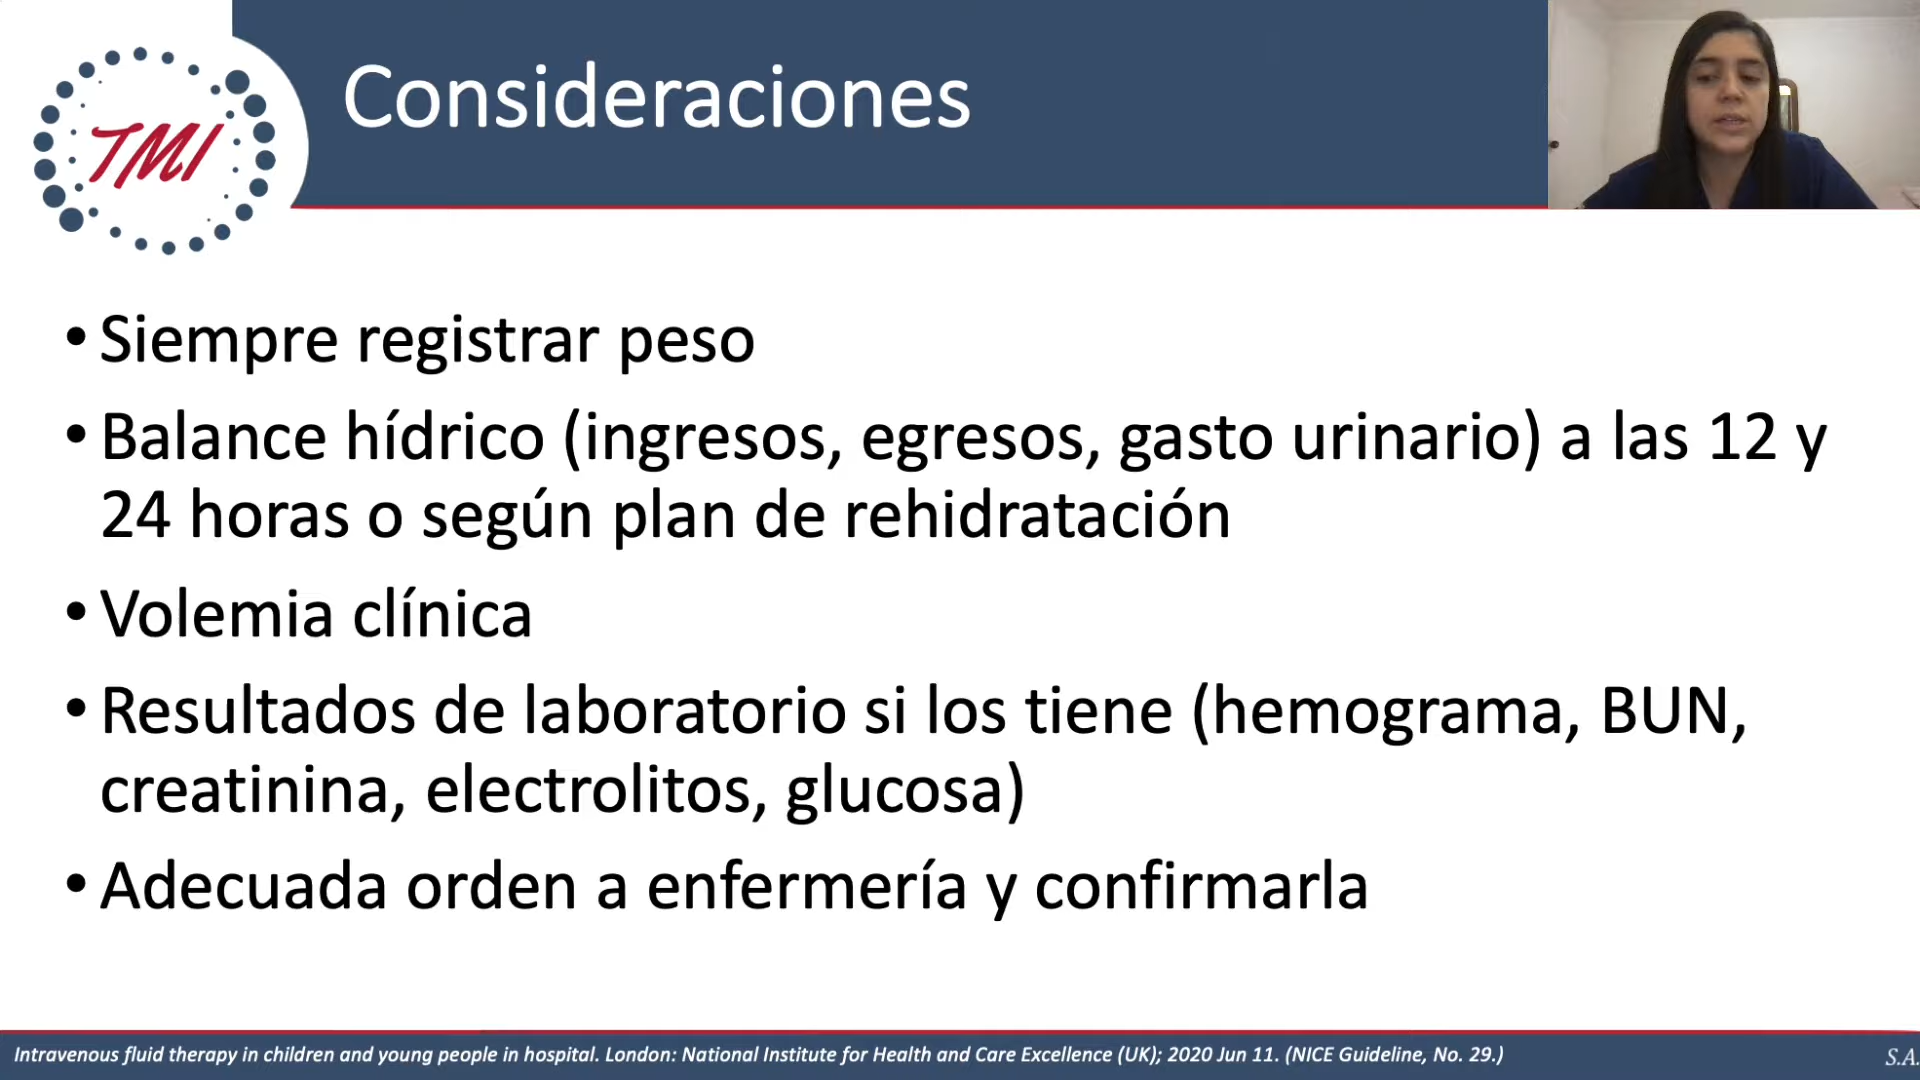 TMI
Consideraciones
• Siempre registrar peso
• Balance hídrico (ingresos, egresos, gasto urinario) a las 12 y
24 horas o según plan de rehidratación
• Volemia clínica
• Resultados de laboratorio si los tiene (hemograma, BUN,
creatinina, electrolitos, glucosa)
• Adecuada orden a enfermería y confirmarla
Intravenous fluid therapy in children and young people in hospital. London: National Institute for Health and Care Excellence (UK); 2020 Jun 11. (NICE Guideline, No. 29.)
S.A.